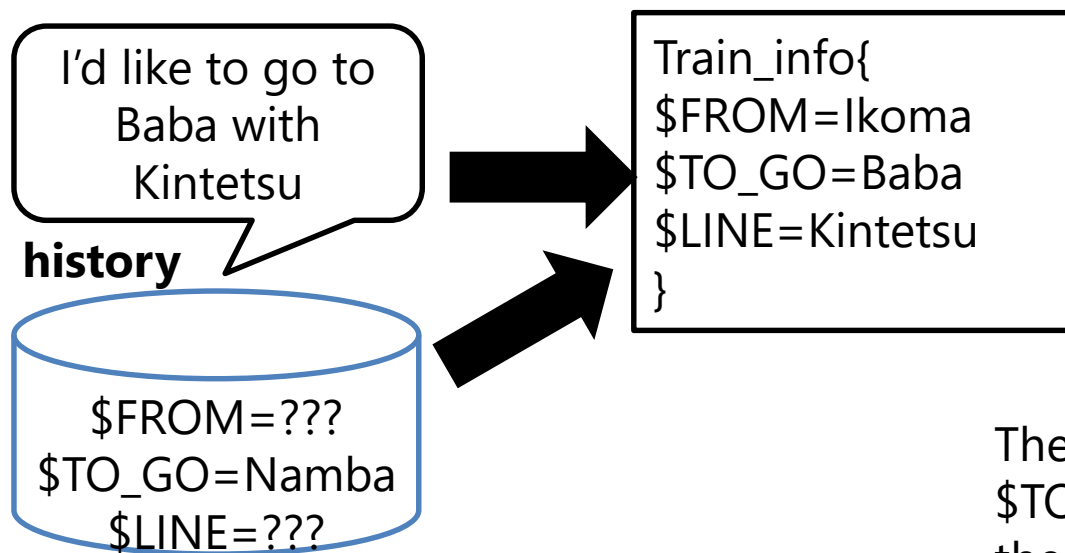 I'd like to go to
Baba with
Kintetsu
history
$FROM=???
$TO_GO=Namba
$LINE=???
Train_info{
$FROM=Ikoma
$TO_GO=Baba
$LINE=Kintetsu
}